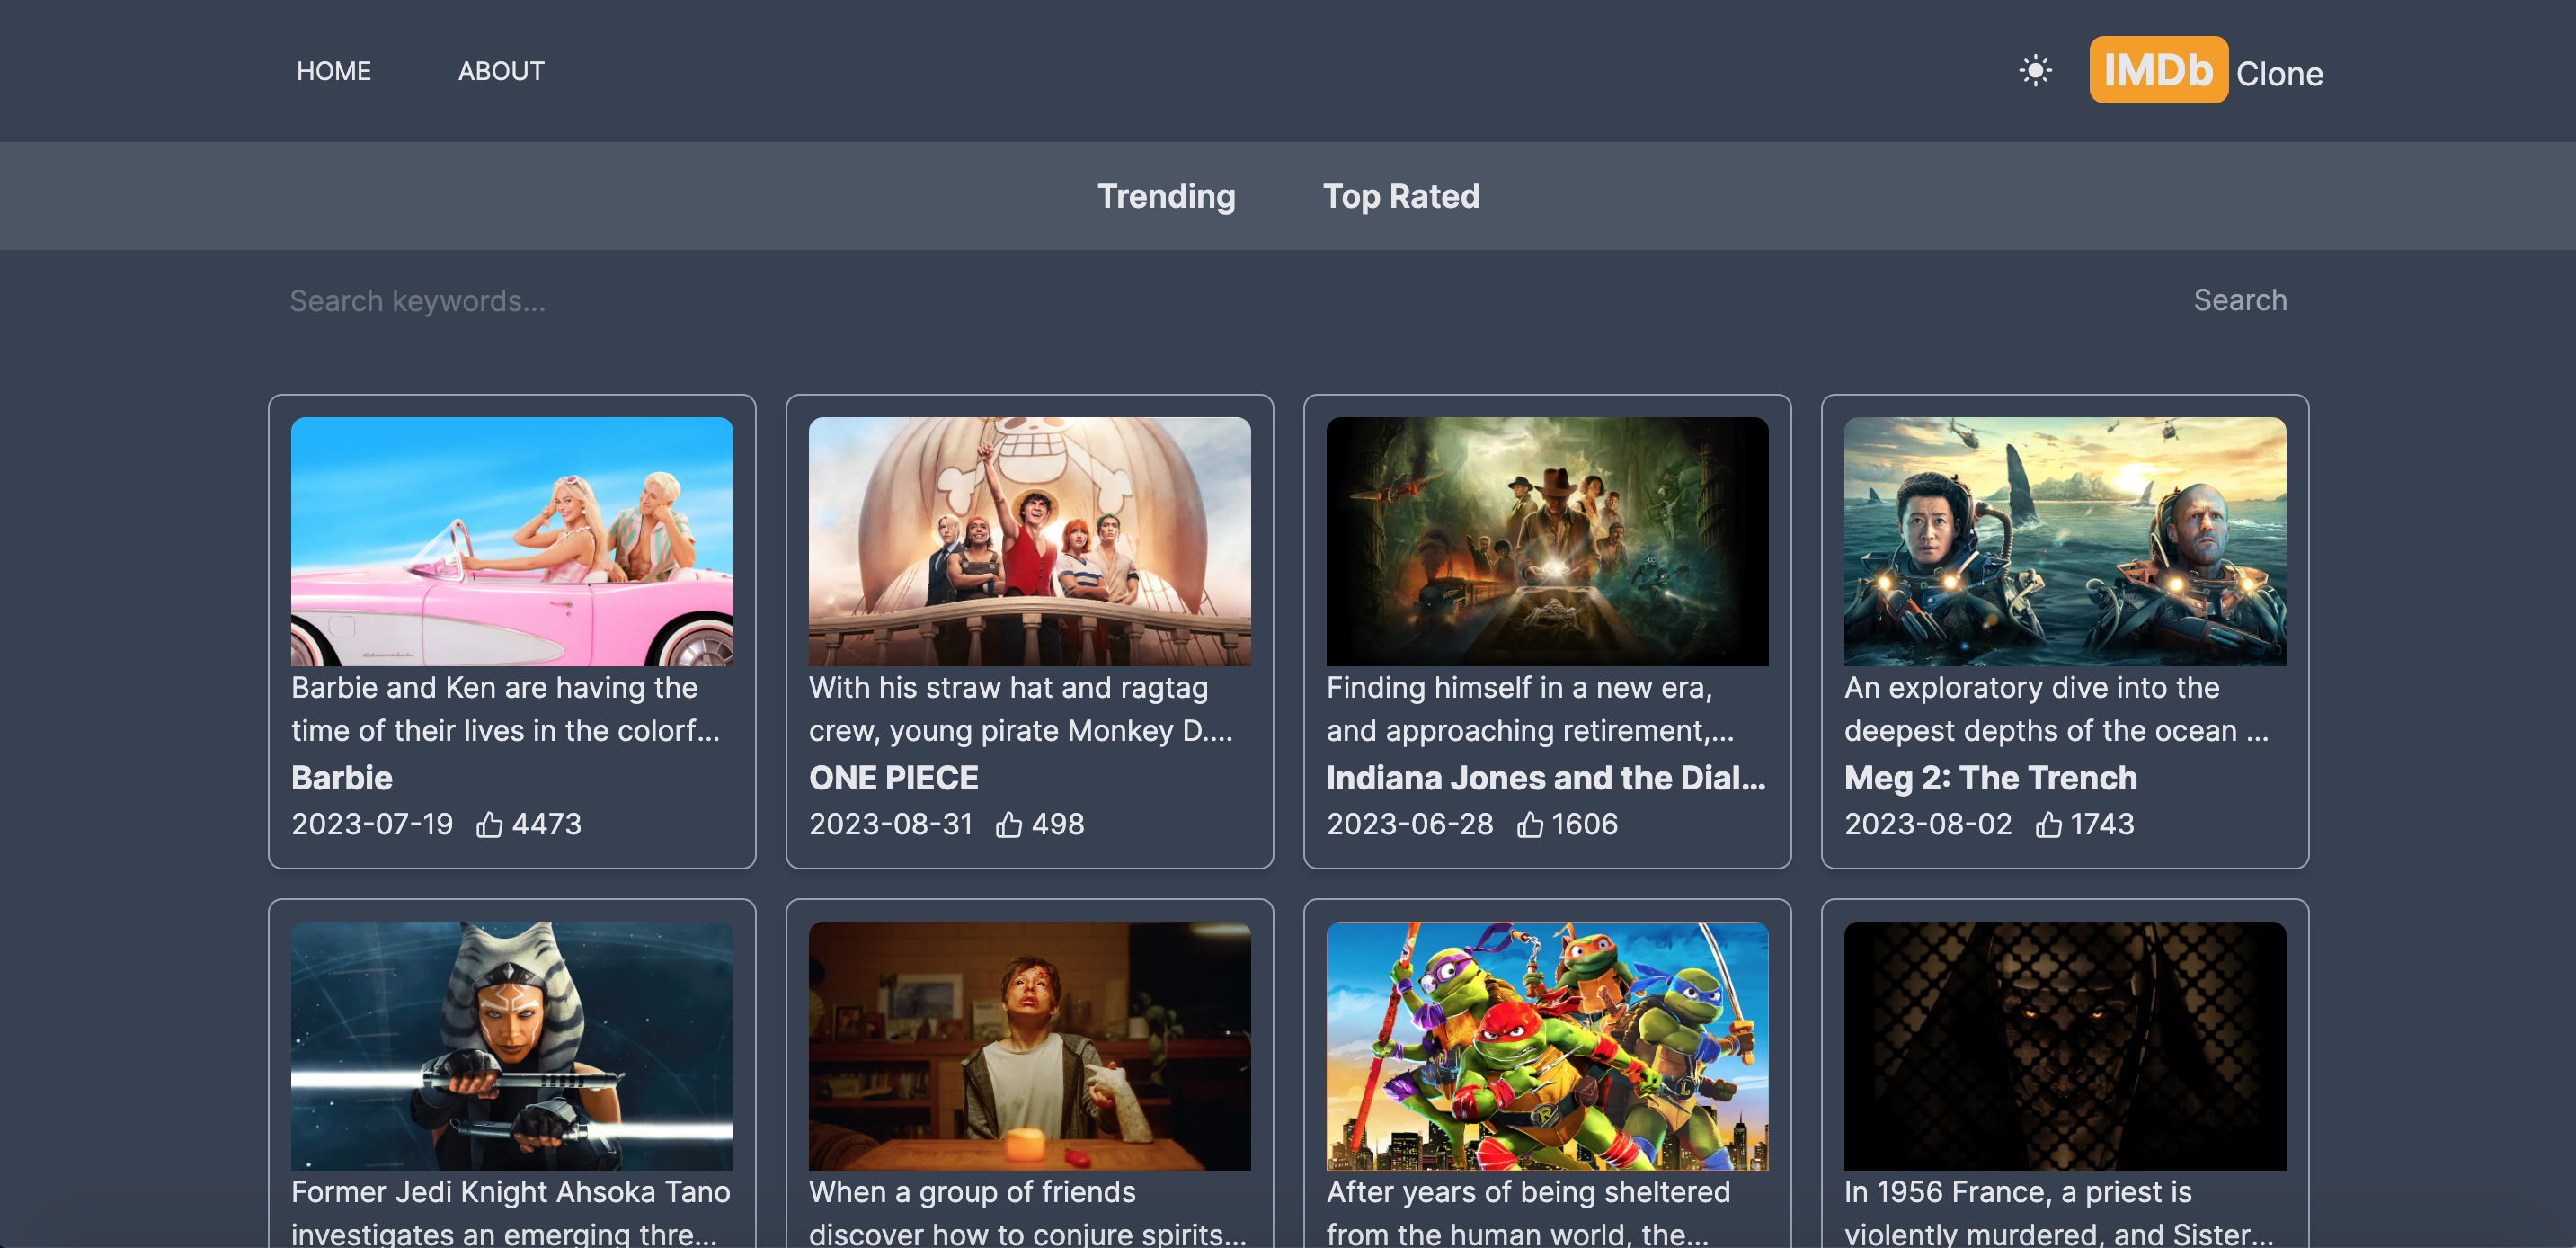 HOME ABOUT IMDb Clone
Trending Top Rated
Search keywords... Search
Barbie and Ken are having the
time of their lives in the colorf...
Barbie
2023-07-19 4473
With his straw hat and ragtag
crew, young pirate Monkey D....
ONE PIECE
2023-08-31 498
Finding himself in a new era,
and approaching retirement,...
Indiana Jones and the Dial...
2023-06-28 1606
An exploratory dive into the
deepest depths of the ocean ...
Meg 2: The Trench
2023-08-02 1743
Former Jedi Knight Ahsoka Tano
investigates an emerging thre...
When a group of friends
discover how to conjure spirits...
After years of being sheltered
from the human world, the...
In 1956 France, a priest is
violently murdered, and Sister...